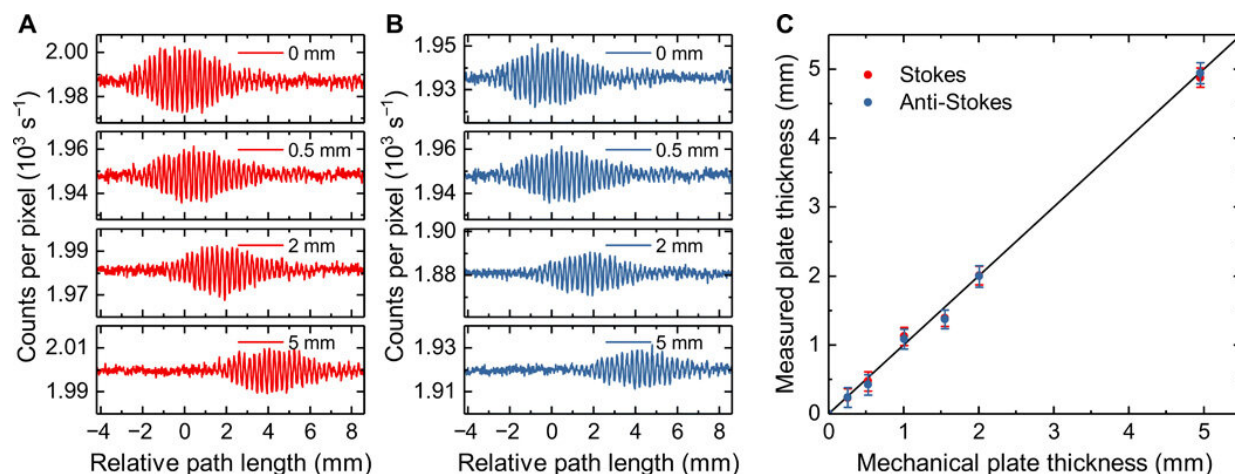 A
Counts per pixel (10³ s⁻¹)
2.00
1.98
0 mm
1.96
1.94
0.5 mm
1.99
1.97
2 mm
2.01
1.99
5 mm
−4 −2 0 2 4 6 8
Relative path length (mm)
B
Counts per pixel (10³ s⁻¹)
1.95
1.93
0 mm
1.96
1.94
0.5 mm
1.90
1.88
2 mm
1.93
1.91
5 mm
−4 −2 0 2 4 6 8
Relative path length (mm)
C
Measured plate thickness (mm)
Stokes
Anti-Stokes
5
4
3
2
1
0
0 1 2 3 4 5
Mechanical plate thickness (mm)